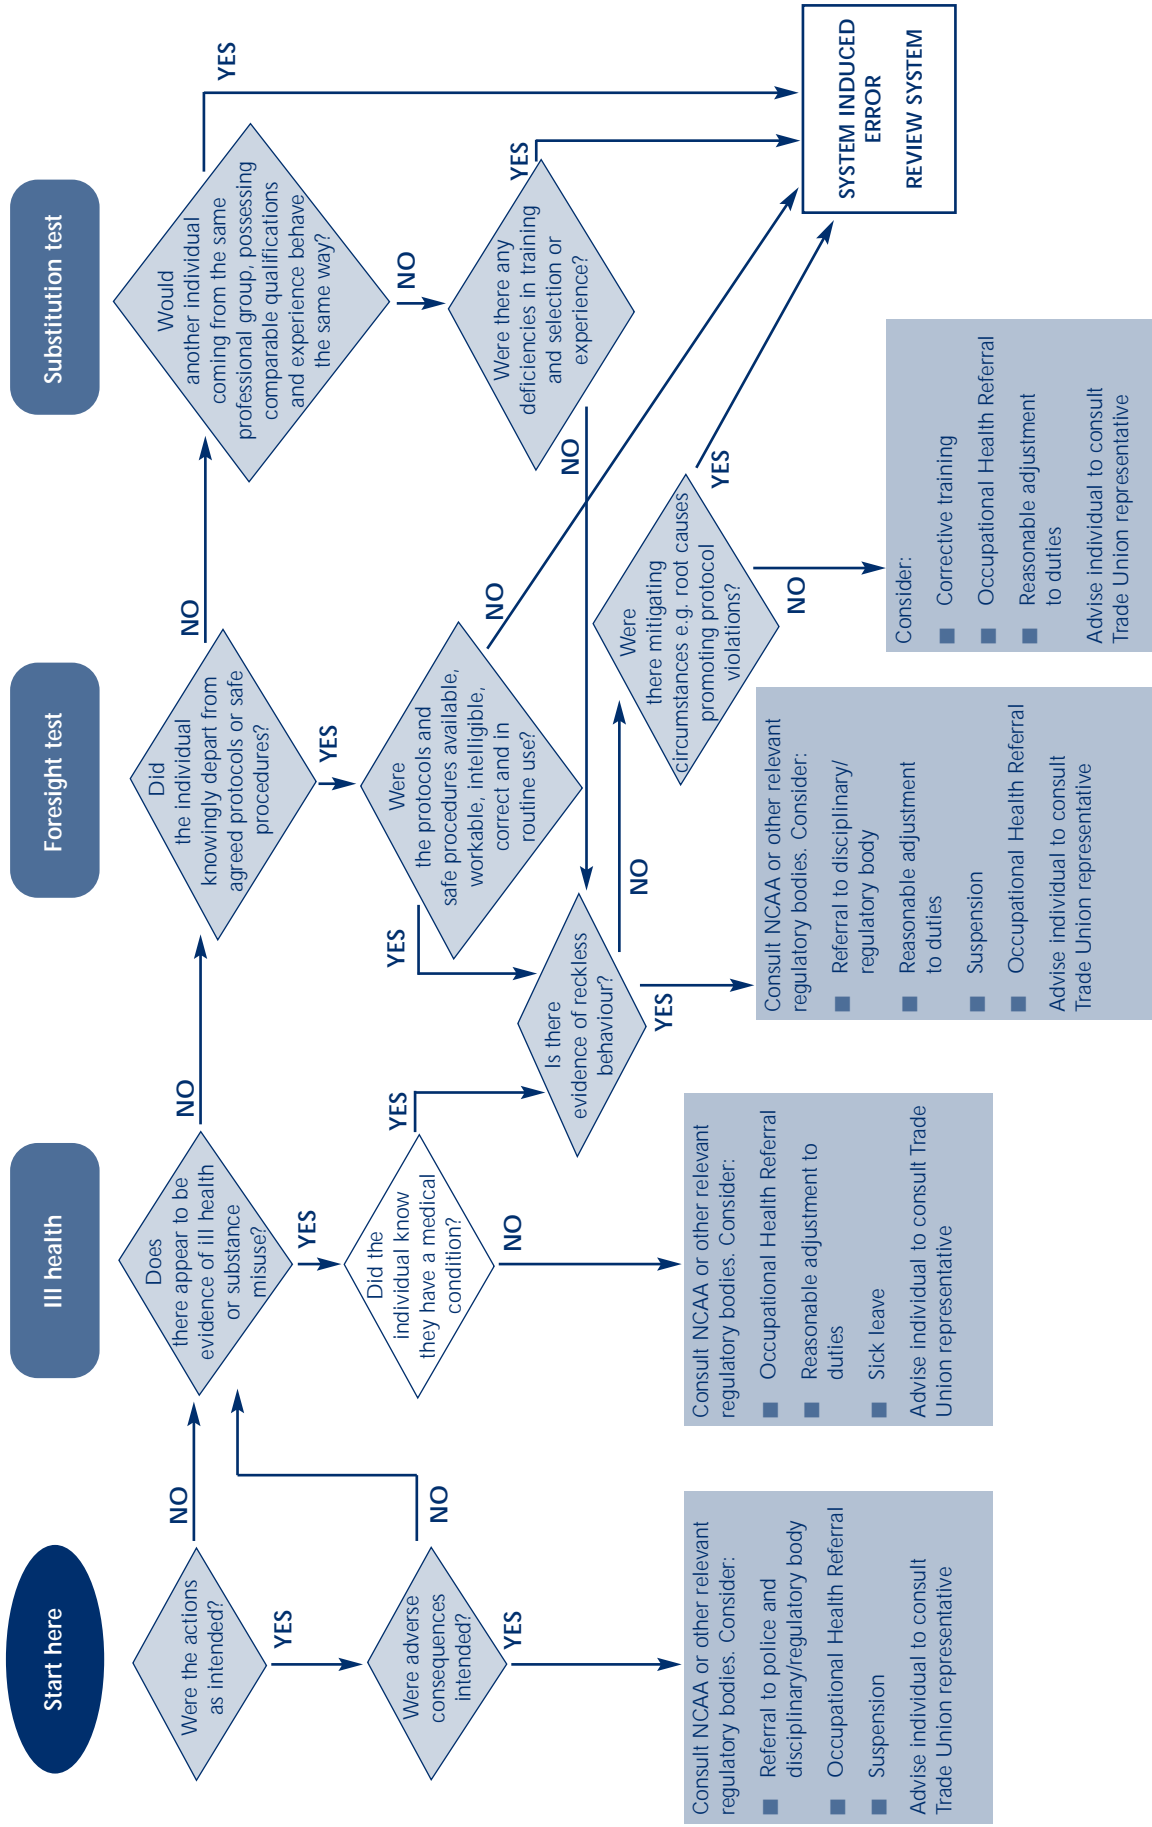 Start here
Were the actions
as intended?
YES
NO
Were adverse
consequences
intended?
YES
NO
Consult NCAA or other relevant
regulatory bodies. Consider:
■ Referral to police and
disciplinary/regulatory body
■ Occupational Health Referral
■ Suspension
Advise individual to consult
Trade Union representative
Ill health
Does
there appear to be
evidence of ill health
or substance
misuse?
YES
NO
Did the
individual know
they have a medical
condition?
YES
NO
Consult NCAA or other relevant
regulatory bodies. Consider:
■ Occupational Health Referral
■ Reasonable adjustment to
duties
■ Sick leave
Advise individual to consult Trade
Union representative
Foresight test
Did
the individual
knowingly depart from
agreed protocols or safe
procedures?
YES
NO
Were
the protocols and
safe procedures available,
workable, intelligible,
correct and in
routine use?
YES
NO
Is there
evidence of reckless
behaviour?
YES
NO
Consult NCAA or other relevant
regulatory bodies. Consider:
■ Referral to disciplinary/
regulatory body
■ Reasonable adjustment
to duties
■ Suspension
■ Occupational Health Referral
Advise individual to consult
Trade Union representative
Substitution test
Would
another individual
coming from the same
professional group, possessing
comparable qualifications
and experience behave
the same way?
YES
NO
Were there any
deficiencies in training
and selection or
experience?
YES
NO
Were
there mitigating
circumstances e.g. root causes
promoting protocol
violations?
YES
NO
Consider:
■ Corrective training
■ Occupational Health Referral
■ Reasonable adjustment
to duties
Advise individual to consult
Trade Union representative
SYSTEM INDUCED
ERROR
REVIEW SYSTEM